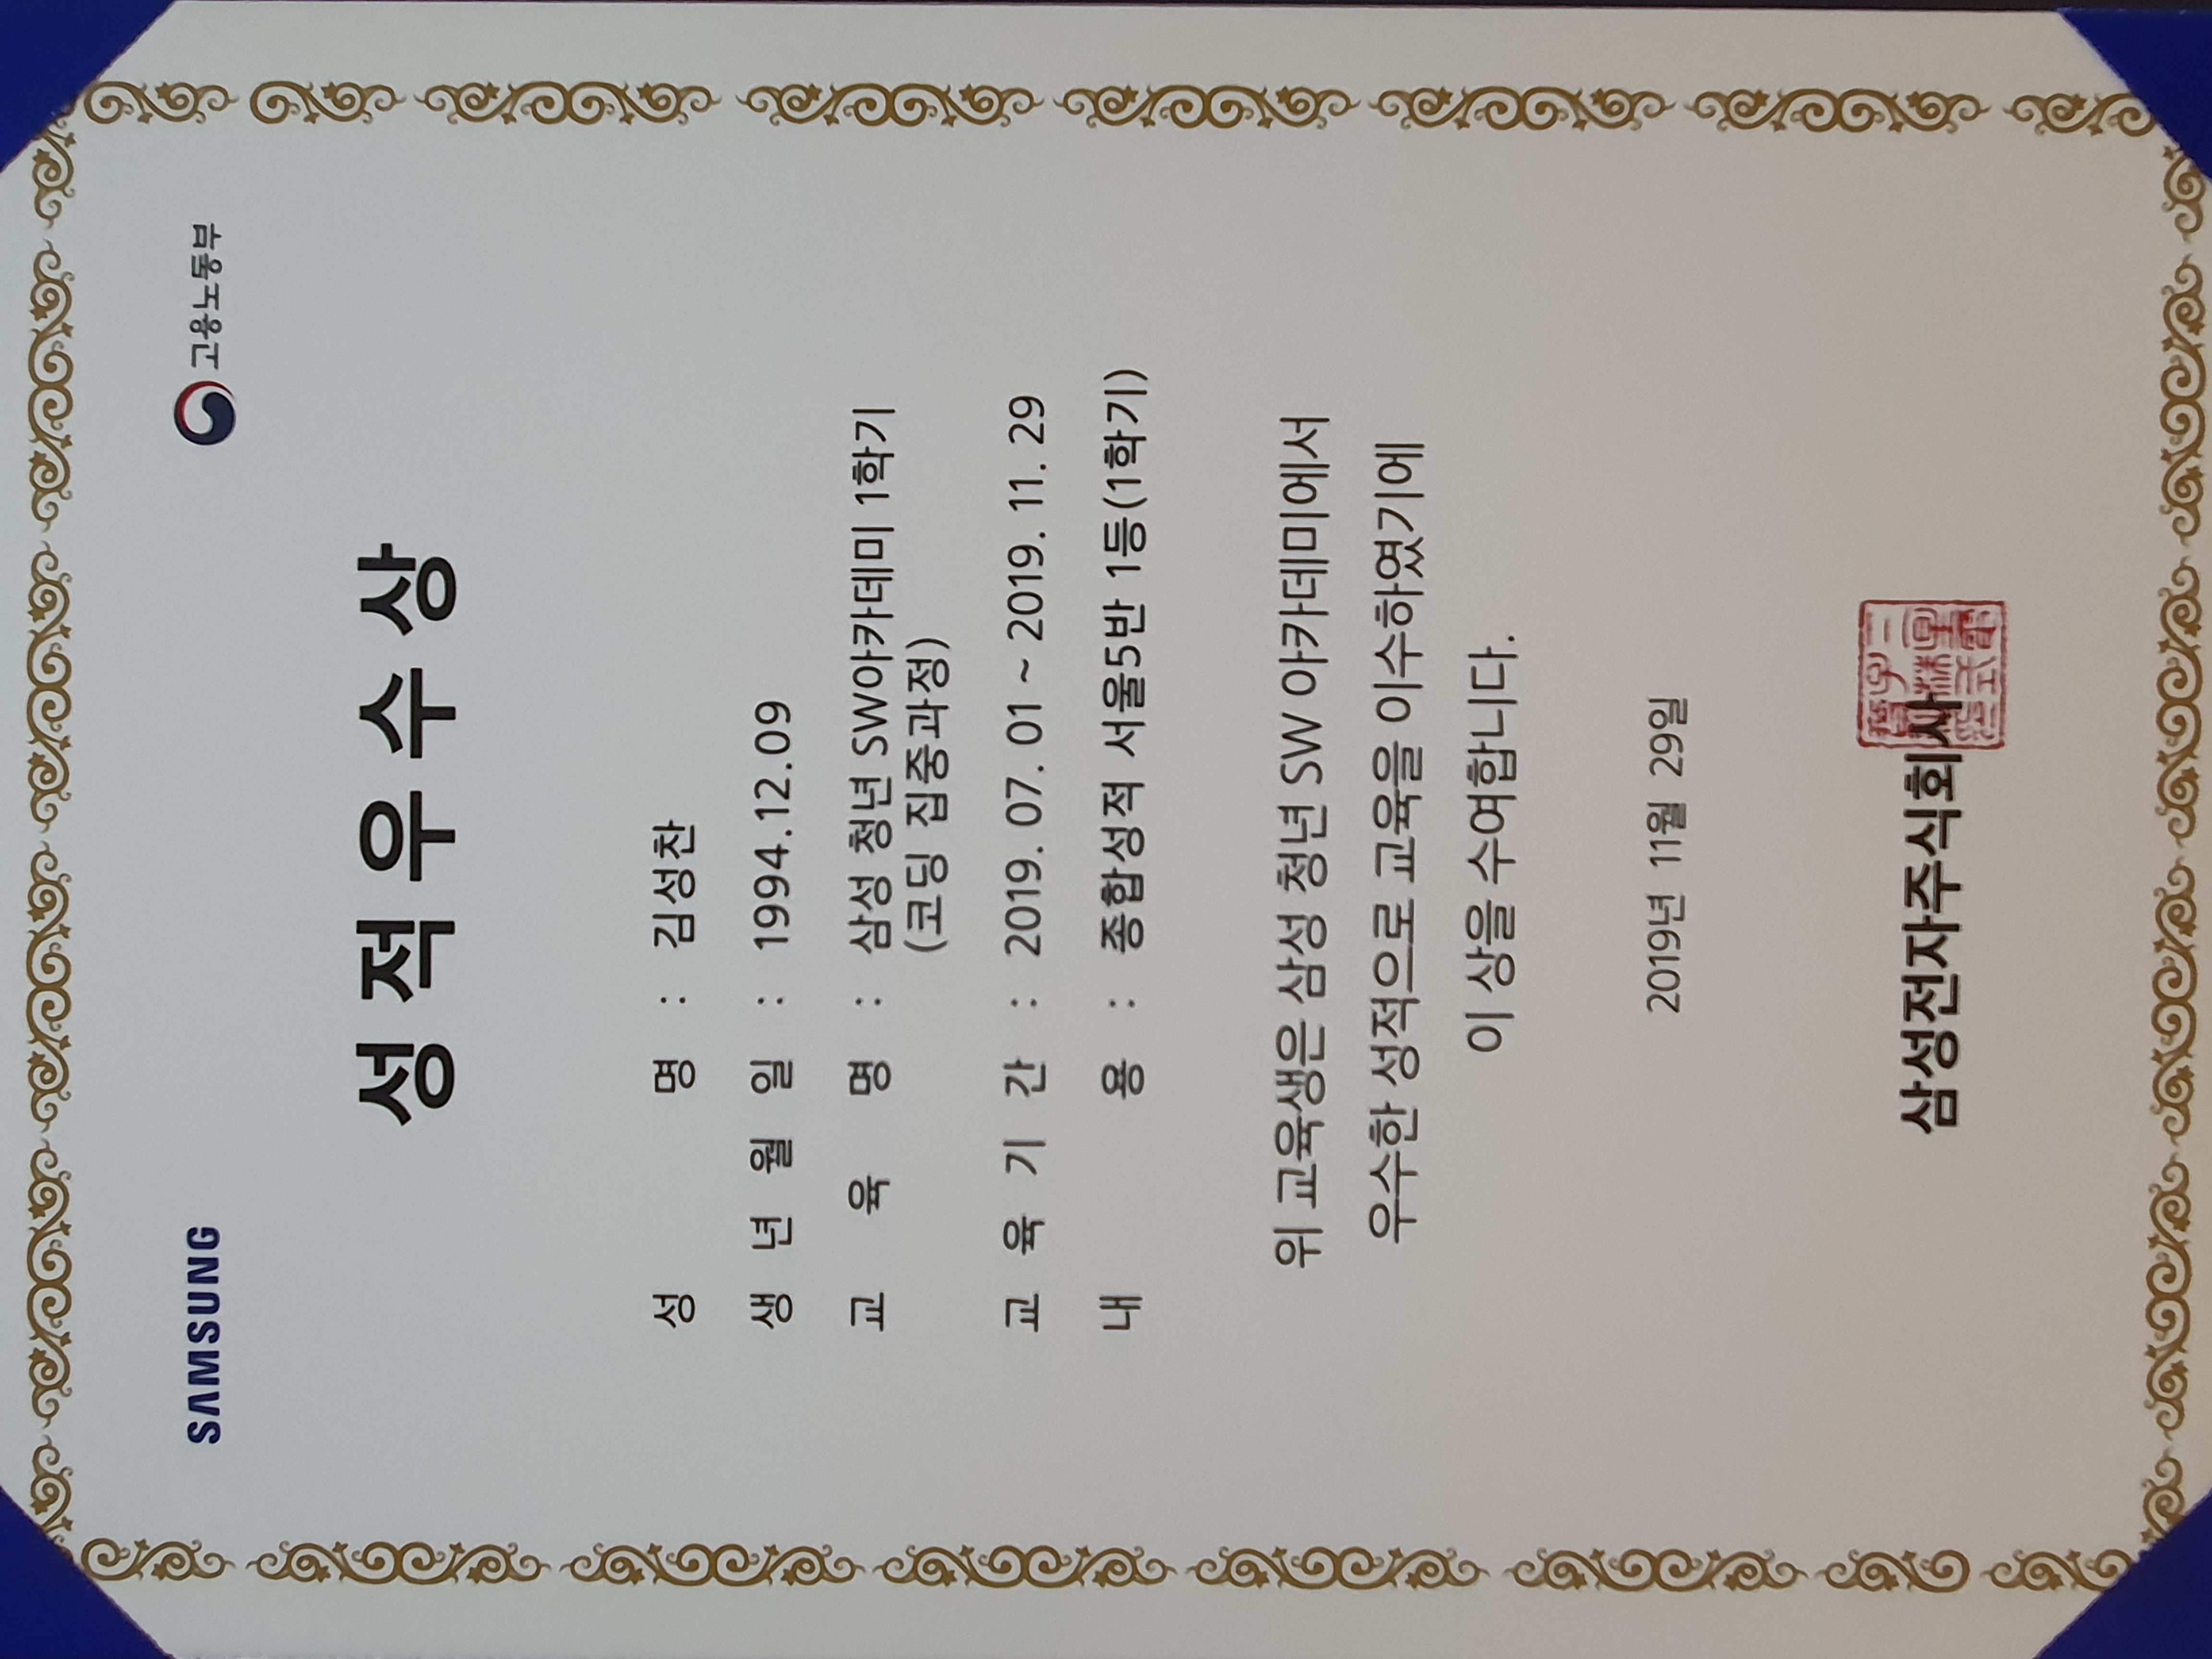 SAMSUNG
고용노동부
성적우수상
성 명 : 김성찬
생년월일 : 1994.12.09
교육명 : 삼성 청년 SW아카데미 1학기
(코딩 집중과정)
교육기간 : 2019. 07. 01 ~ 2019. 11. 29
내 용 : 종합성적 서울5반 1등(1학기)
위 교육생은 삼성 청년 SW 아카데미에서
우수한 성적으로 교육을 이수하였기에
이 상을 수여합니다.
2019년 11월 29일
삼성전자주식회사